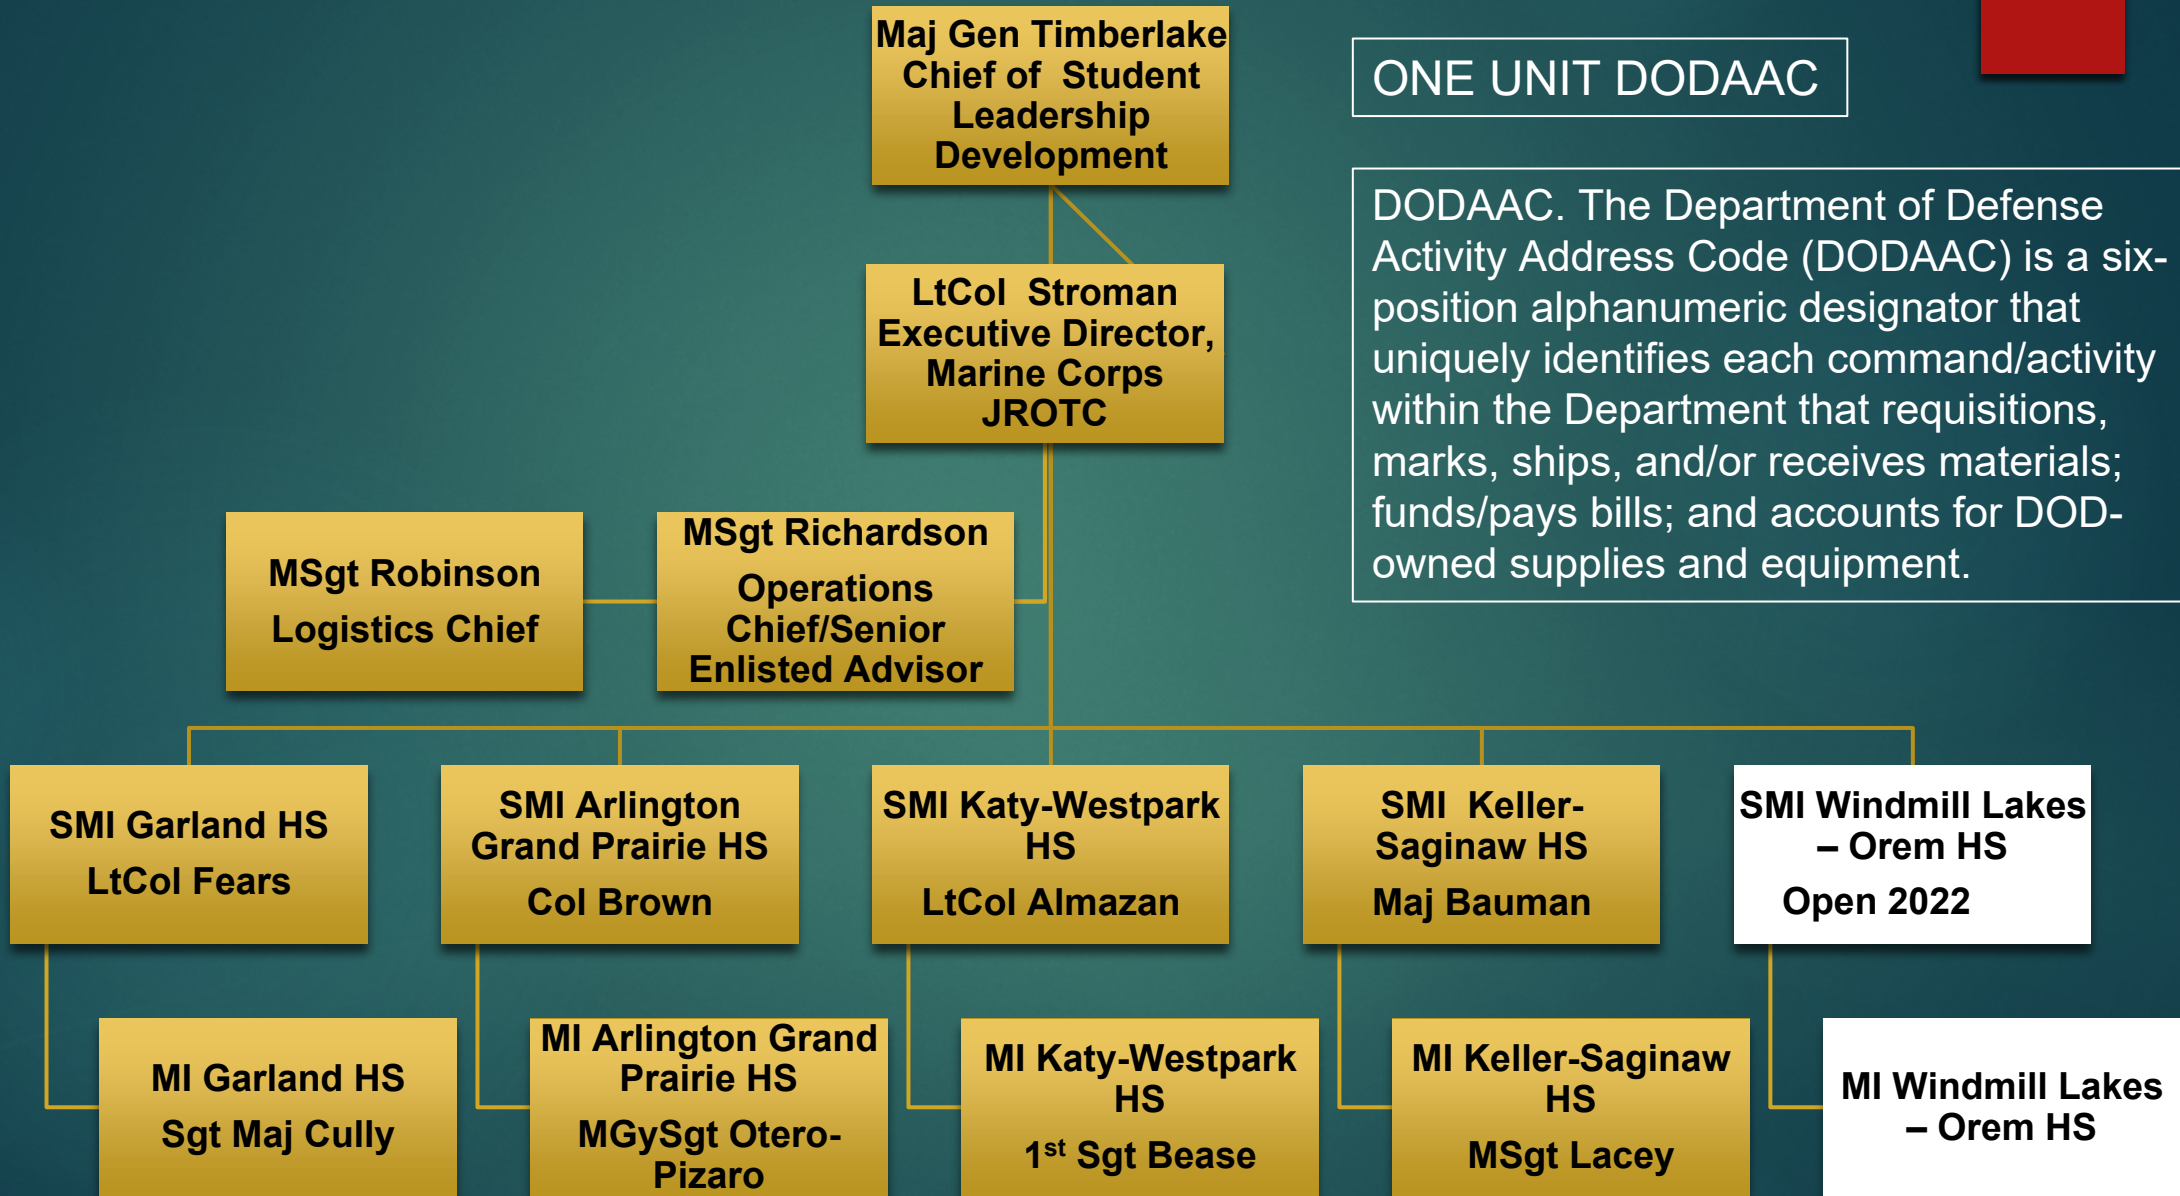 Maj Gen Timberlake
Chief of Student
Leadership
Development
ONE UNIT DODAAC
DODAAC. The Department of Defense
Activity Address Code (DODAAC) is a six-
position alphanumeric designator that
uniquely identifies each command/activity
within the Department that requisitions,
marks, ships, and/or receives materials;
funds/pays bills; and accounts for DOD-
owned supplies and equipment.
LtCol Stroman
Executive Director,
Marine Corps
JROTC
MSgt Robinson
Logistics Chief
MSgt Richardson
Operations
Chief/Senior
Enlisted Advisor
SMI Garland HS
LtCol Fears
SMI Arlington
Grand Prairie HS
Col Brown
SMI Katy-Westpark
HS
LtCol Almazan
SMI Keller-
Saginaw HS
Maj Bauman
SMI Windmill Lakes
– Orem HS
Open 2022
MI Garland HS
Sgt Maj Cully
MI Arlington Grand
Prairie HS
MGySgt Otero-
Pizaro
MI Katy-Westpark
HS
1st Sgt Bease
MI Keller-Saginaw
HS
MSgt Lacey
MI Windmill Lakes
– Orem HS